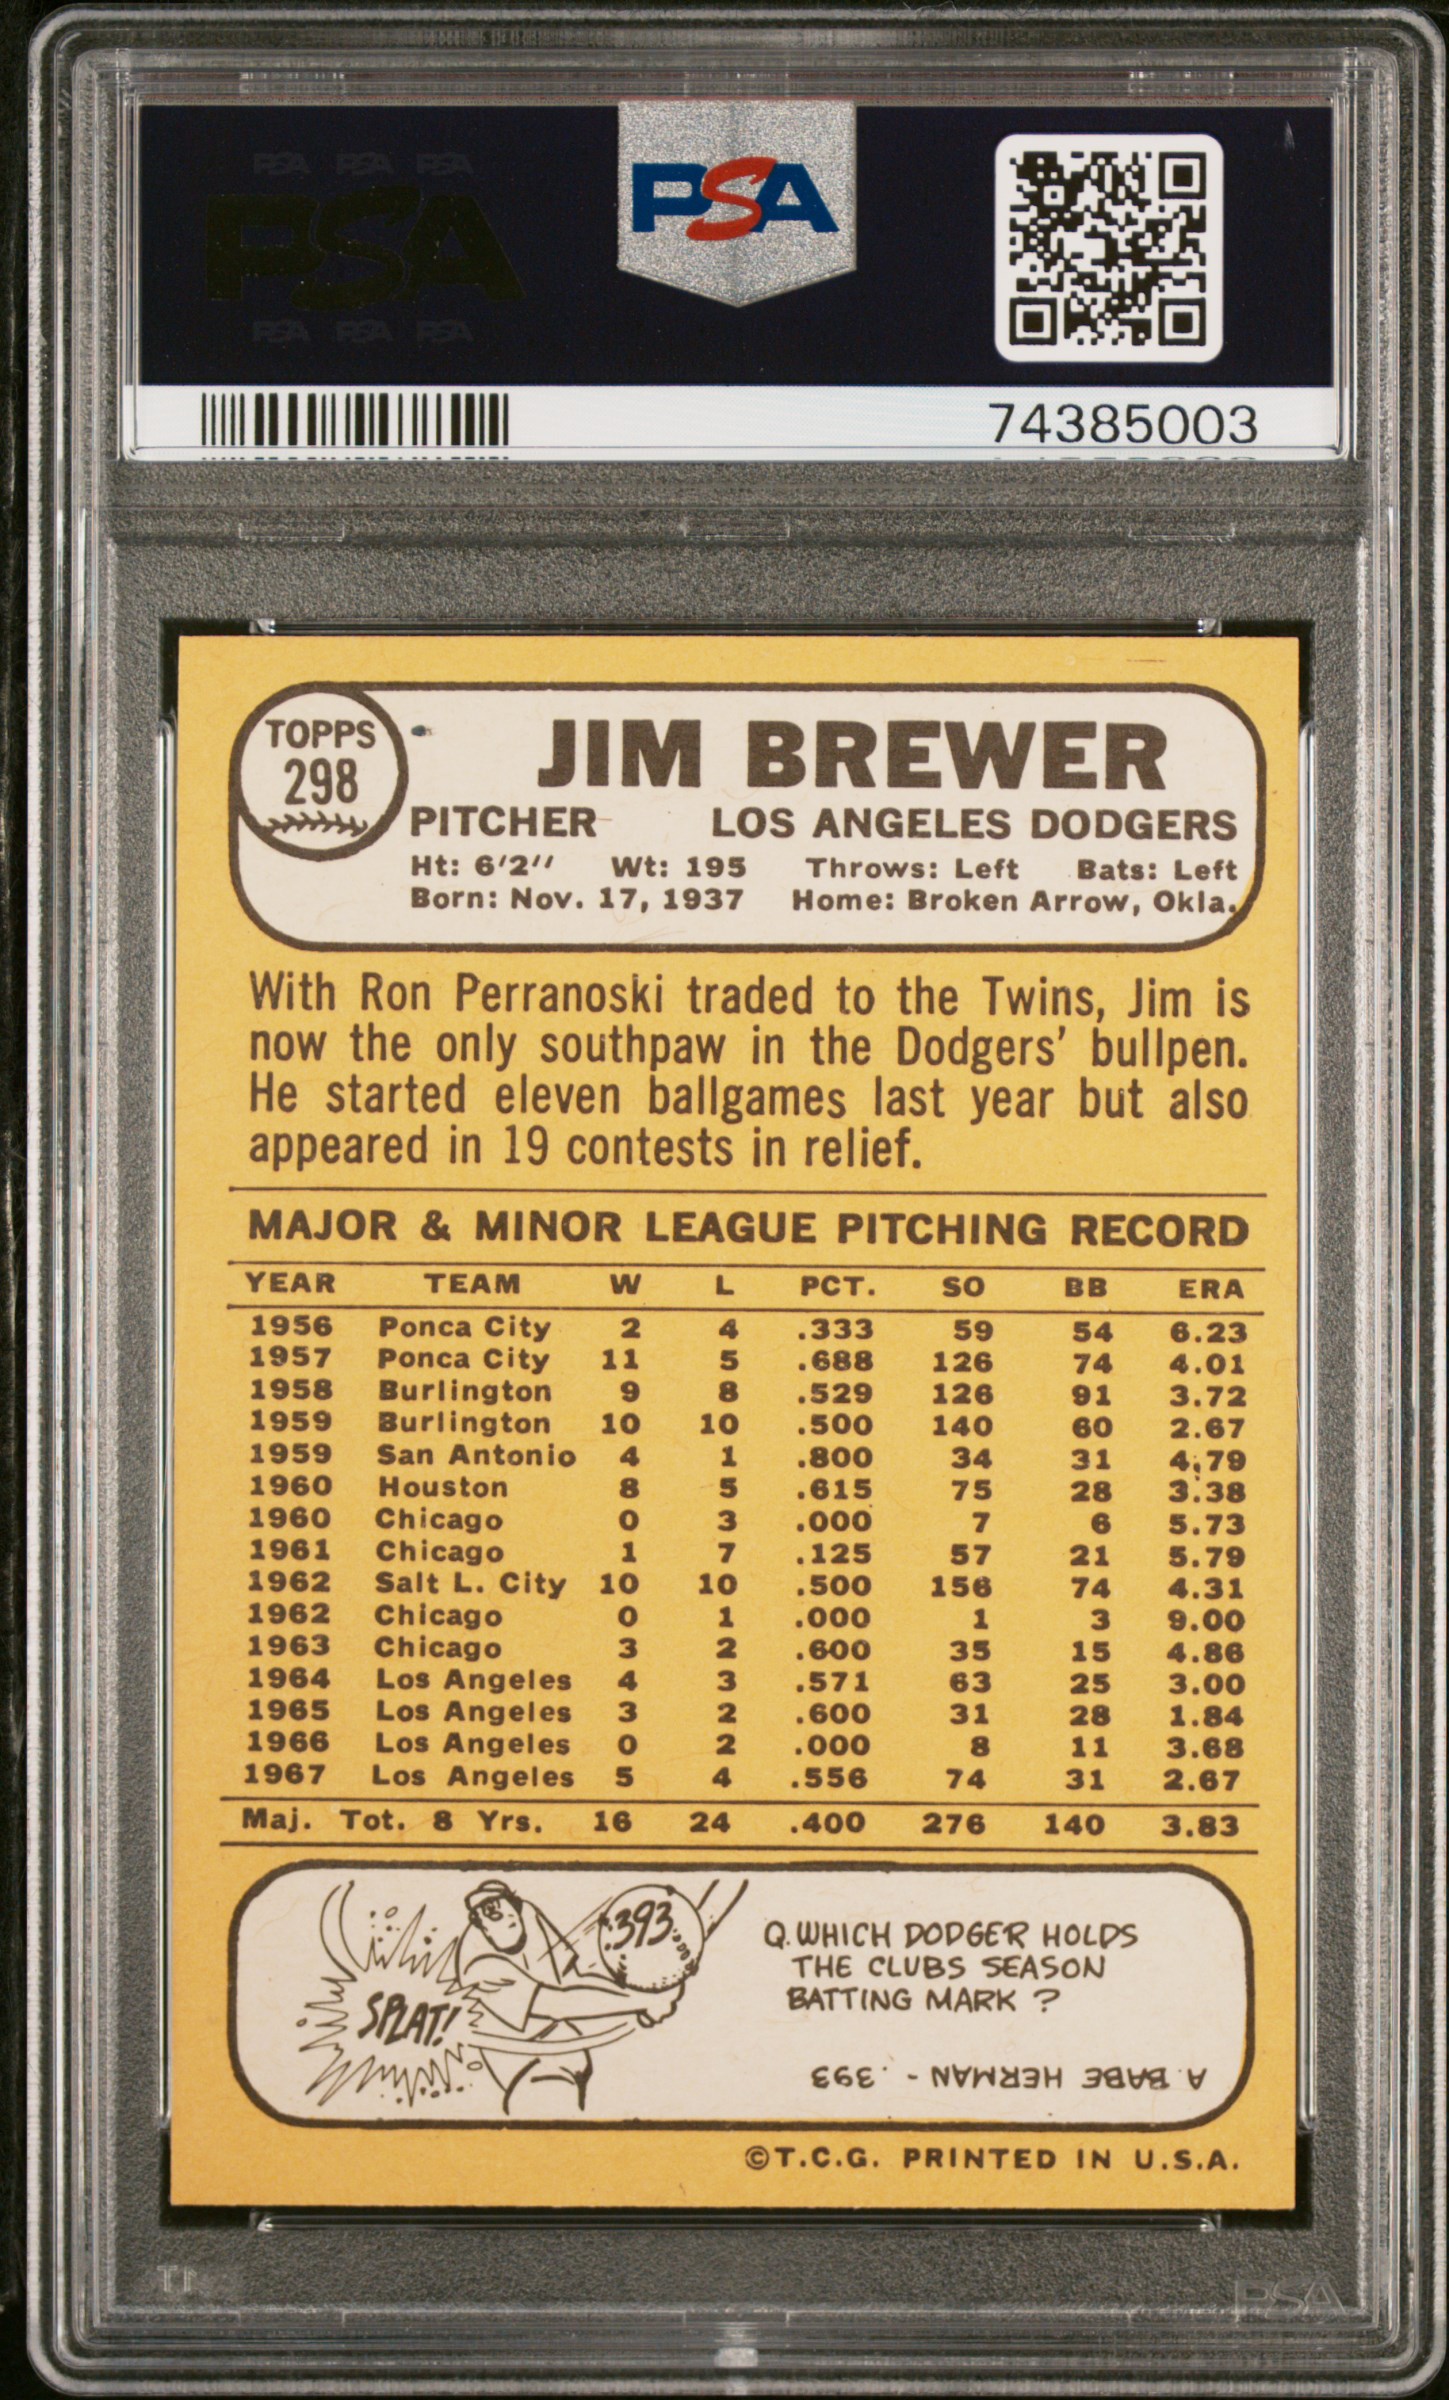 PSA PSA PSA
PSA
PSA PSA PSA
PSA
74385003
TOPPS
298
JIM BREWER
PITCHER LOS ANGELES DODGERS
Ht: 6'2" Wt: 195 Throws: Left Bats: Left
Born: Nov. 17, 1937 Home: Broken Arrow, Okla.
With Ron Perranoski traded to the Twins, Jim is
now the only southpaw in the Dodgers' bullpen.
He started eleven ballgames last year but also
appeared in 19 contests in relief.
MAJOR & MINOR LEAGUE PITCHING RECORD
YEAR TEAM W L PCT. SO BB ERA
1956 Ponca City 2 4 .333 59 54 6.23
1957 Ponca City 11 5 .688 126 74 4.01
1958 Burlington 9 8 .529 126 91 3.72
1959 Burlington 10 10 .500 140 60 2.67
1959 San Antonio 4 1 .800 34 31 4.79
1960 Houston 8 5 .615 75 28 3.38
1960 Chicago 0 3 .000 7 6 5.73
1961 Chicago 1 7 .125 57 21 5.79
1962 Salt L. City 10 10 .500 156 74 4.31
1962 Chicago 0 1 .000 1 3 9.00
1963 Chicago 3 2 .600 35 15 4.86
1964 Los Angeles 4 3 .571 63 25 3.00
1965 Los Angeles 3 2 .600 31 28 1.84
1966 Los Angeles 0 2 .000 8 11 3.68
1967 Los Angeles 5 4 .556 74 31 2.67
Maj. Tot. 8 Yrs. 16 24 .400 276 140 3.83
.393
SPLAT!
Q. WHICH DODGER HOLDS
THE CLUBS SEASON
BATTING MARK ?
A. BABE HERMAN - .393
©T.C.G. PRINTED IN U.S.A.
PSA